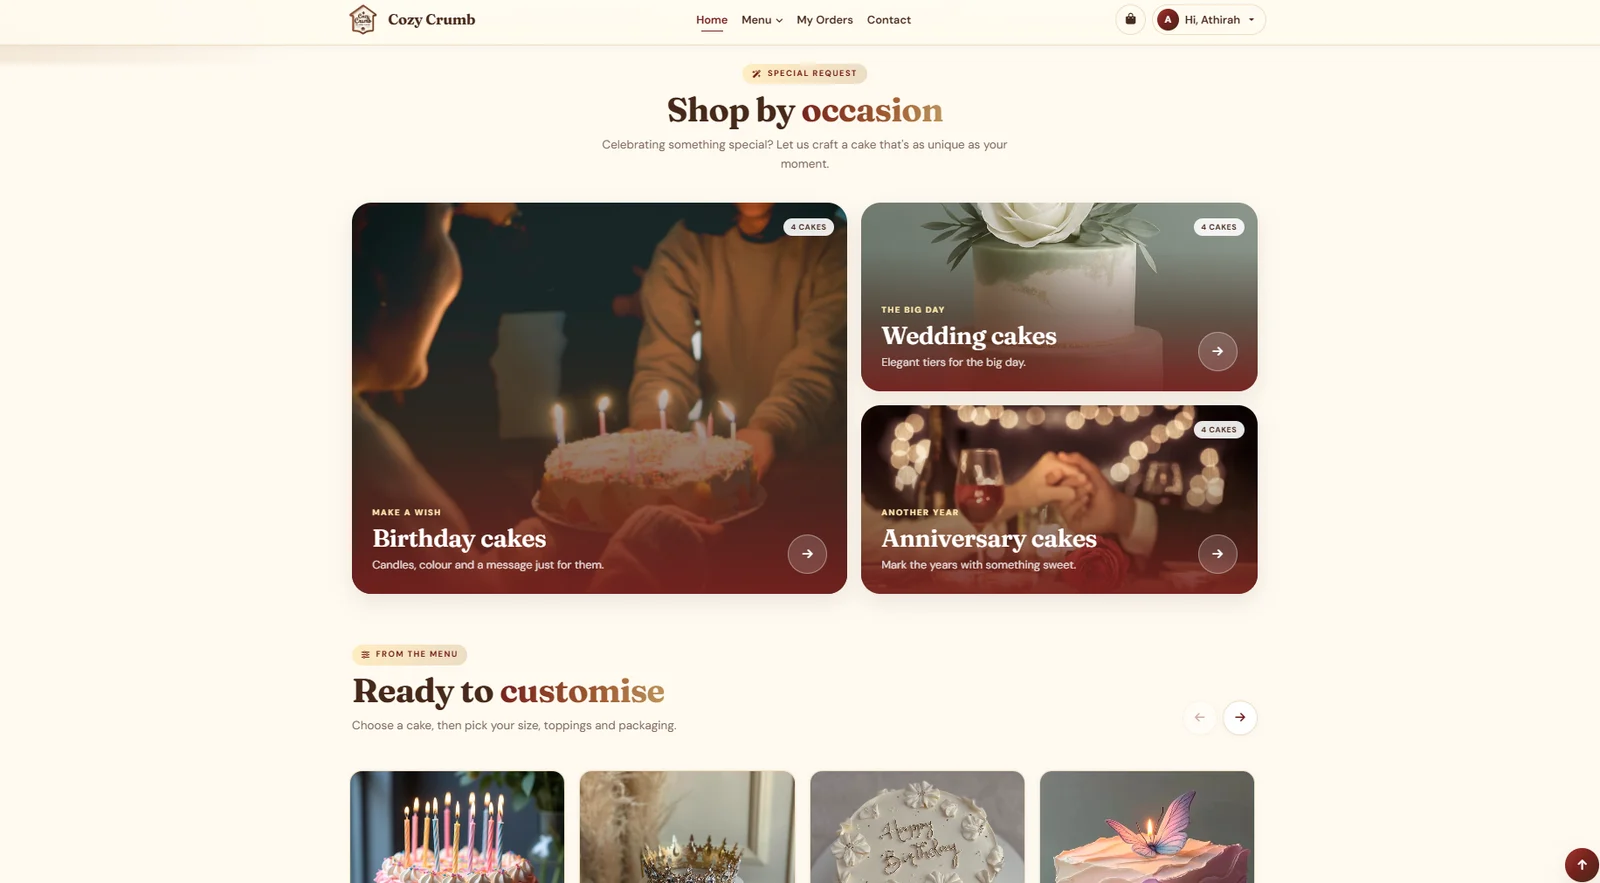 Cozy Crumb
Home Menu My Orders Contact
A Hi, Athirah
SPECIAL REQUEST
Shop by occasion
Celebrating something special? Let us craft a cake that's as unique as your
moment.
4 CAKES
MAKE A WISH
Birthday cakes
Candles, colour and a message just for them.
4 CAKES
THE BIG DAY
Wedding cakes
Elegant tiers for the big day.
4 CAKES
ANOTHER YEAR
Anniversary cakes
Mark the years with something sweet.
FROM THE MENU
Ready to customise
Choose a cake, then pick your size, toppings and packaging.
Happy
Birthday